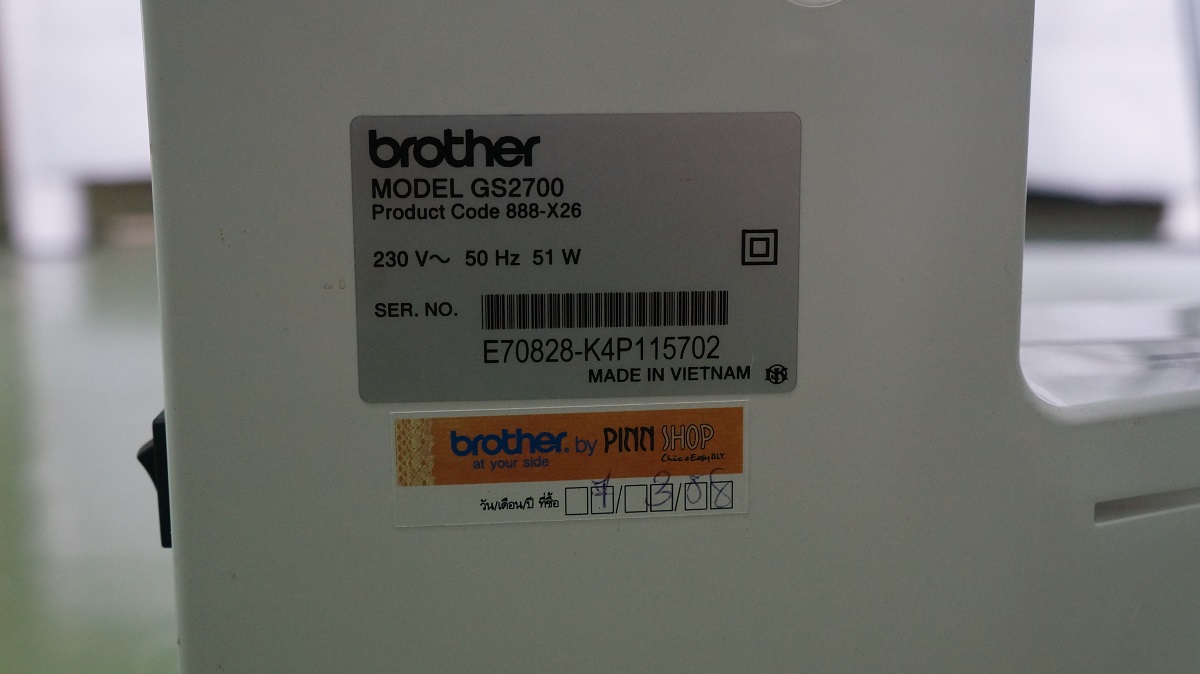 brother
MODEL GS2700
Product Code 888-X26
230 V～ 50 Hz 51 W
SER. NO.
E70828-K4P115702
MADE IN VIETNAM
brother. by PINN SHOP
at your side
Chic & Easy D.I.Y.
วัน/เดือน/ปี ที่ซื้อ 7/3/58